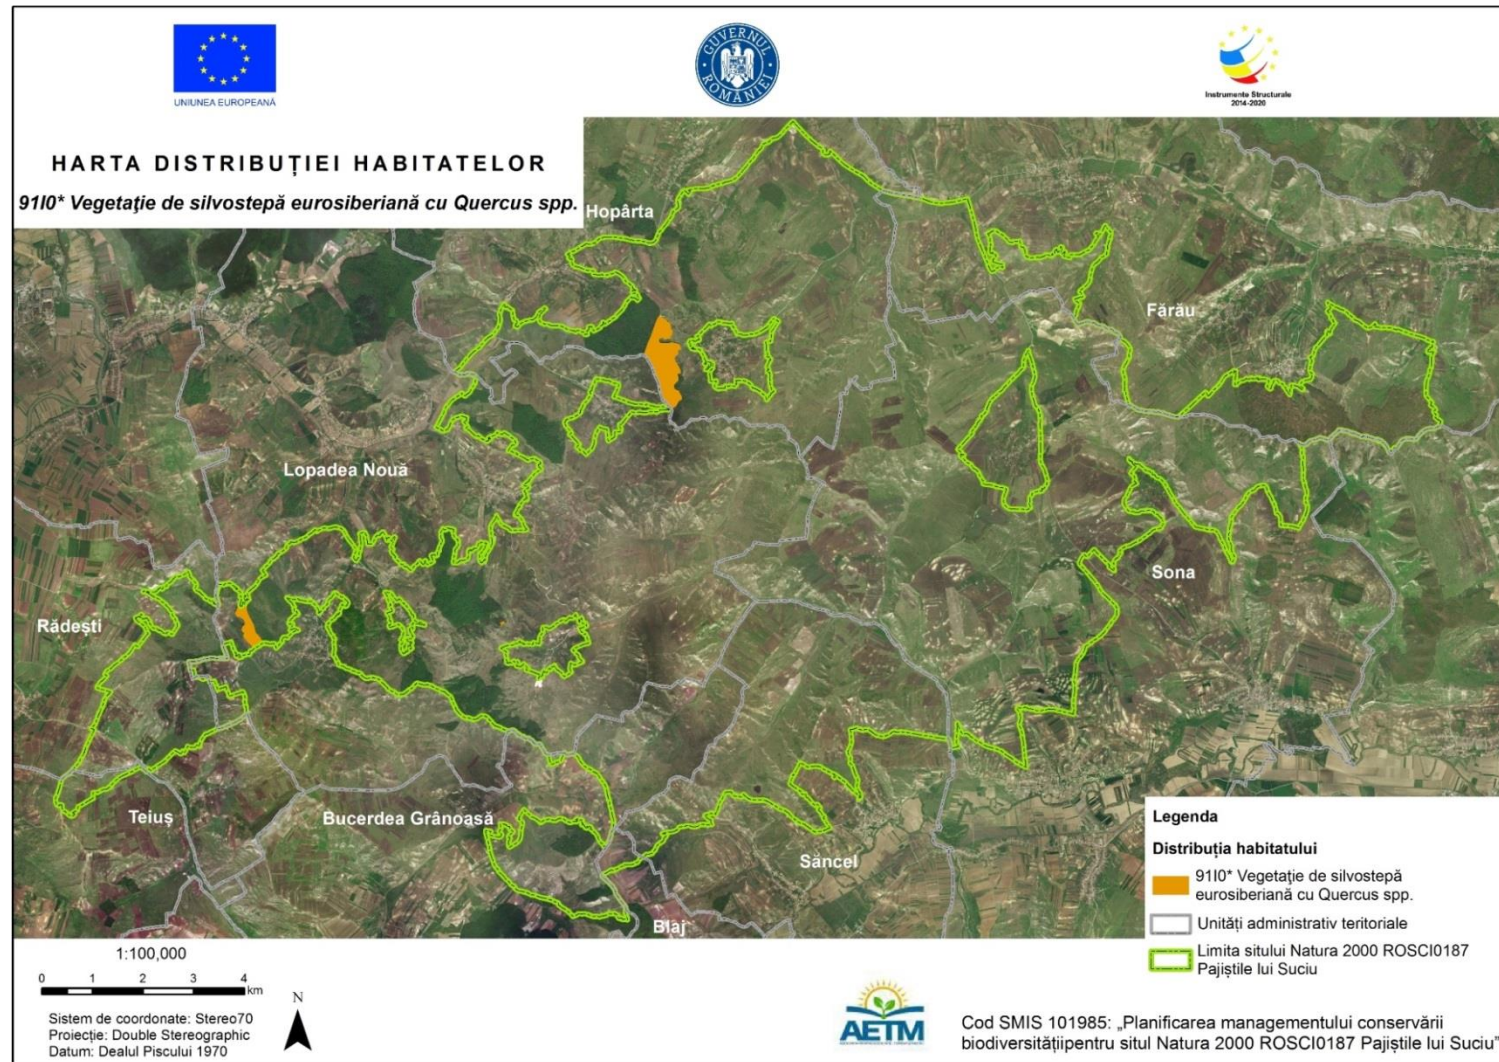 UNIUNEA EUROPEANĂ
GUVERNUL ROMÂNIEI
Instrumente Structurale
2014-2020
HARTA DISTRIBUȚIEI HABITATELOR
91I0* Vegetaţie de silvostepă eurosiberiană cu Quercus spp.
Hopârta
Fărău
Lopadea Nouă
Sona
Rădești
Teiuș
Bucerdea Grânoasă
Sâncel
Blaj
Legenda
Distribuția habitatului
91I0* Vegetaţie de silvostepă
eurosiberiană cu Quercus spp.
Unități administrativ teritoriale
Limita sitului Natura 2000 ROSCI0187
Pajiștile lui Suciu
1:100,000
0 1 2 3 4
km
N
Sistem de coordonate: Stereo70
Proiecție: Double Stereographic
Datum: Dealul Piscului 1970
AETM
Cod SMIS 101985: „Planificarea managementului conservării
biodiversitățiipentru situl Natura 2000 ROSCI0187 Pajiștile lui Suciu”